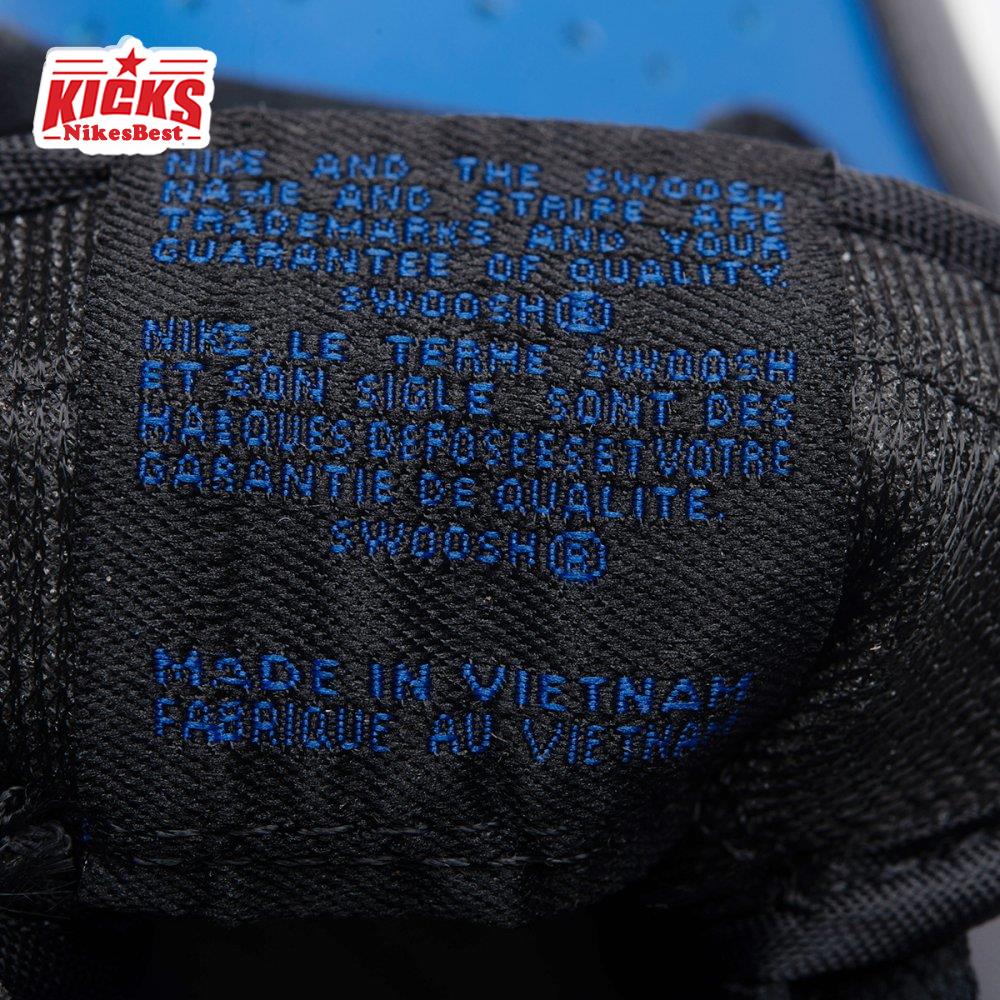 KICKS
NikesBest
NIKE AND THE SWOOSH
NAME AND STRIPE ARE
TRADEMARKS AND YOUR
GUARANTEE OF QUALITY.
SWOOSH®
NIKE, LE TERME SWOOSH
ET SON SIGLE SONT DES
MARQUES DEPOSEES ET VOTRE
GARANTIE DE QUALITE.
SWOOSH®
MADE IN VIETNAM
FABRIQUE AU VIETNAM